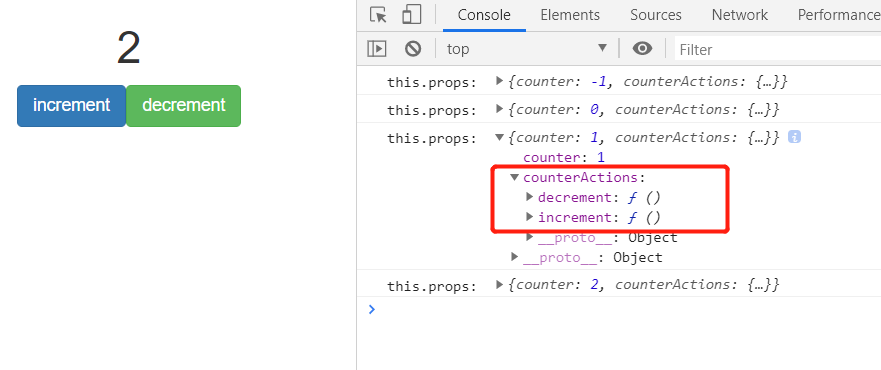 2
increment decrement
Console Elements Sources Network Performance
top Filter
this.props: ▶{counter: -1, counterActions: {…}}
this.props: ▶{counter: 0, counterActions: {…}}
this.props: ▼{counter: 1, counterActions: {…}} i
counter: 1
▼counterActions:
▶decrement: ƒ ()
▶increment: ƒ ()
▶__proto__: Object
▶__proto__: Object
this.props: ▶{counter: 2, counterActions: {…}}